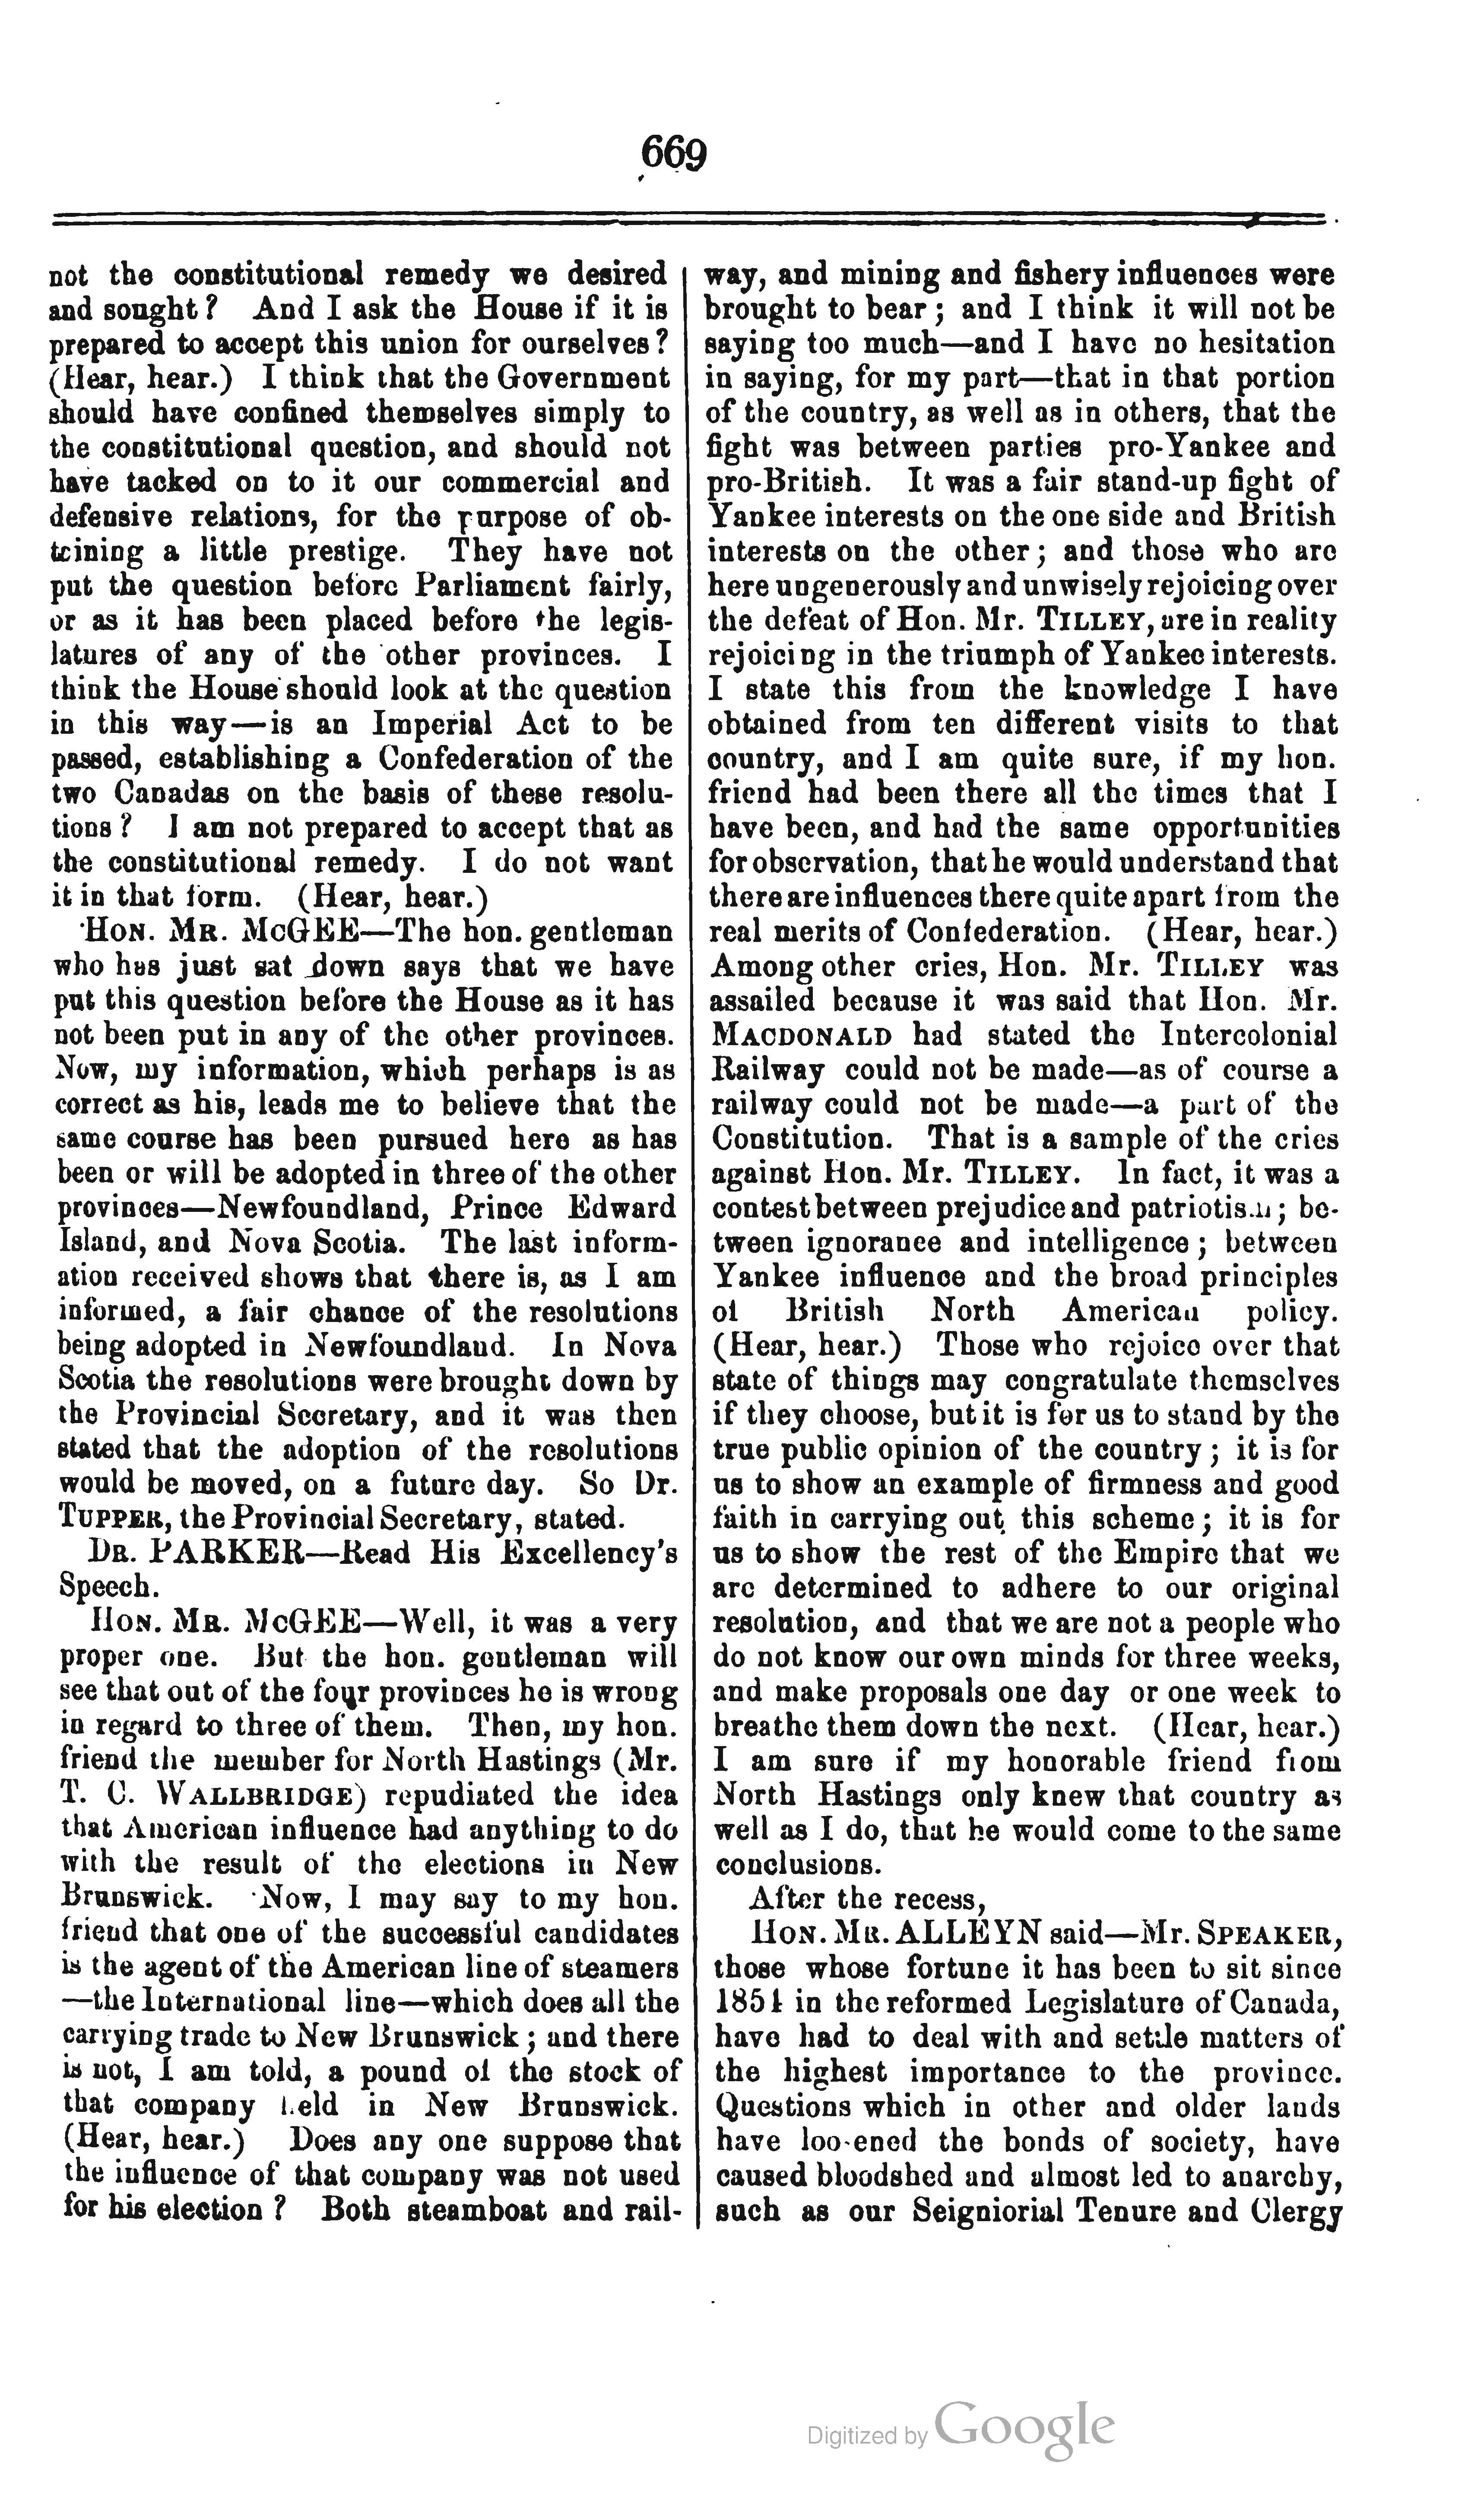 669
not the constitutional remedy we desired
and sought? And I ask the House if it is
prepared to accept this union for ourselves?
(Hear, hear.) I think that the Government
should have confined themselves simply to
the constitutional question, and should not
have tacked on to it our commercial and
defensive relations, for the purpose of ob-
taining a little prestige. They have not
put the question before Parliament fairly,
or as it has been placed before the legis-
latures of any of the other provinces. I
think the House should look at the question
in this way—is an Imperial Act to be
passed, establishing a Confederation of the
two Canadas on the basis of these resolu-
tions? I am not prepared to accept that as
the constitutional remedy. I do not want
it in that form. (Hear, hear.)
HON. MR. MCGEE—The hon. gentleman
who has just sat down says that we have
put this question before the House as it has
not been put in any of the other provinces.
Now, my information, which perhaps is as
correct as his, leads me to believe that the
same course has been pursued here as has
been or will be adopted in three of the other
provinces—Newfoundland, Prince Edward
Island, and Nova Scotia. The last inform-
ation received shows that there is, as I am
informed, a fair chance of the resolutions
being adopted in Newfoundland. In Nova
Scotia the resolutions were brought down by
the Provincial Secretary, and it was then
stated that the adoption of the resolutions
would be moved, on a future day. So Dr.
TUPPER, the Provincial Secretary, stated.
DR. PARKER—Read His Excellency's
Speech.
HON. MR. MCGEE—Well, it was a very
proper one. But the hon. gentleman will
see that out of the four provinces he is wrong
in regard to three of them. Then, my hon.
friend the member for North Hastings (Mr.
T. C. WALLBRIDGE) repudiated the idea
that American influence had anything to do
with the result of the elections in New
Brunswick. Now, I may say to my hon.
friend that one of the successful candidates
is the agent of the American line of steamers
—the International line—which does all the
carrying trade to New Brunswick; and there
is not, I am told, a pound of the stock of
that company held in New Brunswick.
(Hear, hear.) Does any one suppose that
the influence of that company was not used
for his election? Both steamboat and rail-
way, and mining and fishery influences were
brought to bear; and I think it will not be
saying too much—and I have no hesitation
in saying, for my part—that in that portion
of the country, as well as in others, that the
fight was between parties pro-Yankee and
pro-British. It was a fair stand-up fight of
Yankee interests on the one side and British
interests on the other; and those who are
here ungenerously and unwisely rejoicing over
the defeat of Hon. Mr. TILLEY, are in reality
rejoicing in the triumph of Yankee interests.
I state this from the knowledge I have
obtained from ten different visits to that
country, and I am quite sure, if my hon.
friend had been there all the times that I
have been, and had the same opportunities
for observation, that he would understand that
there are influences there quite apart from the
real merits of Confederation. (Hear, hear.)
Among other cries, Hon. Mr. TILLEY was
assailed because it was said that Hon. Mr.
MACDONALD had stated the Intercolonial
Railway could not be made—as of course a
railway could not be made—a part of the
Constitution. That is a sample of the cries
against Hon. Mr. TILLEY. In fact, it was a
contest between prejudice and patriotism; be-
tween ignorance and intelligence; between
Yankee influence and the broad principles
of British North American policy.
(Hear, hear.) Those who rejoice over that
state of things may congratulate themselves
if they choose, but it is for us to stand by the
true public opinion of the country; it is for
us to show an example of firmness and good
faith in carrying out this scheme; it is for
us to show the rest of the Empire that we
are determined to adhere to our original
resolution, and that we are not a people who
do not know our own minds for three weeks,
and make proposals one day or one week to
breathe them down the next. (Hear, hear.)
I am sure if my honorable friend from
North Hastings only knew that country as
well as I do, that he would come to the same
conclusions.
After the recess,
HON. MR. ALLEYN said—Mr. SPEAKER,
those whose fortune it has been to sit since
1854 in the reformed Legislature of Canada,
have had to deal with and settle matters of
the highest importance to the province.
Questions which in other and older lands
have loosened the bonds of society, have
caused bloodshed and almost led to anarchy,
such as our Seigniorial Tenure and Clergy
Digitized by Google